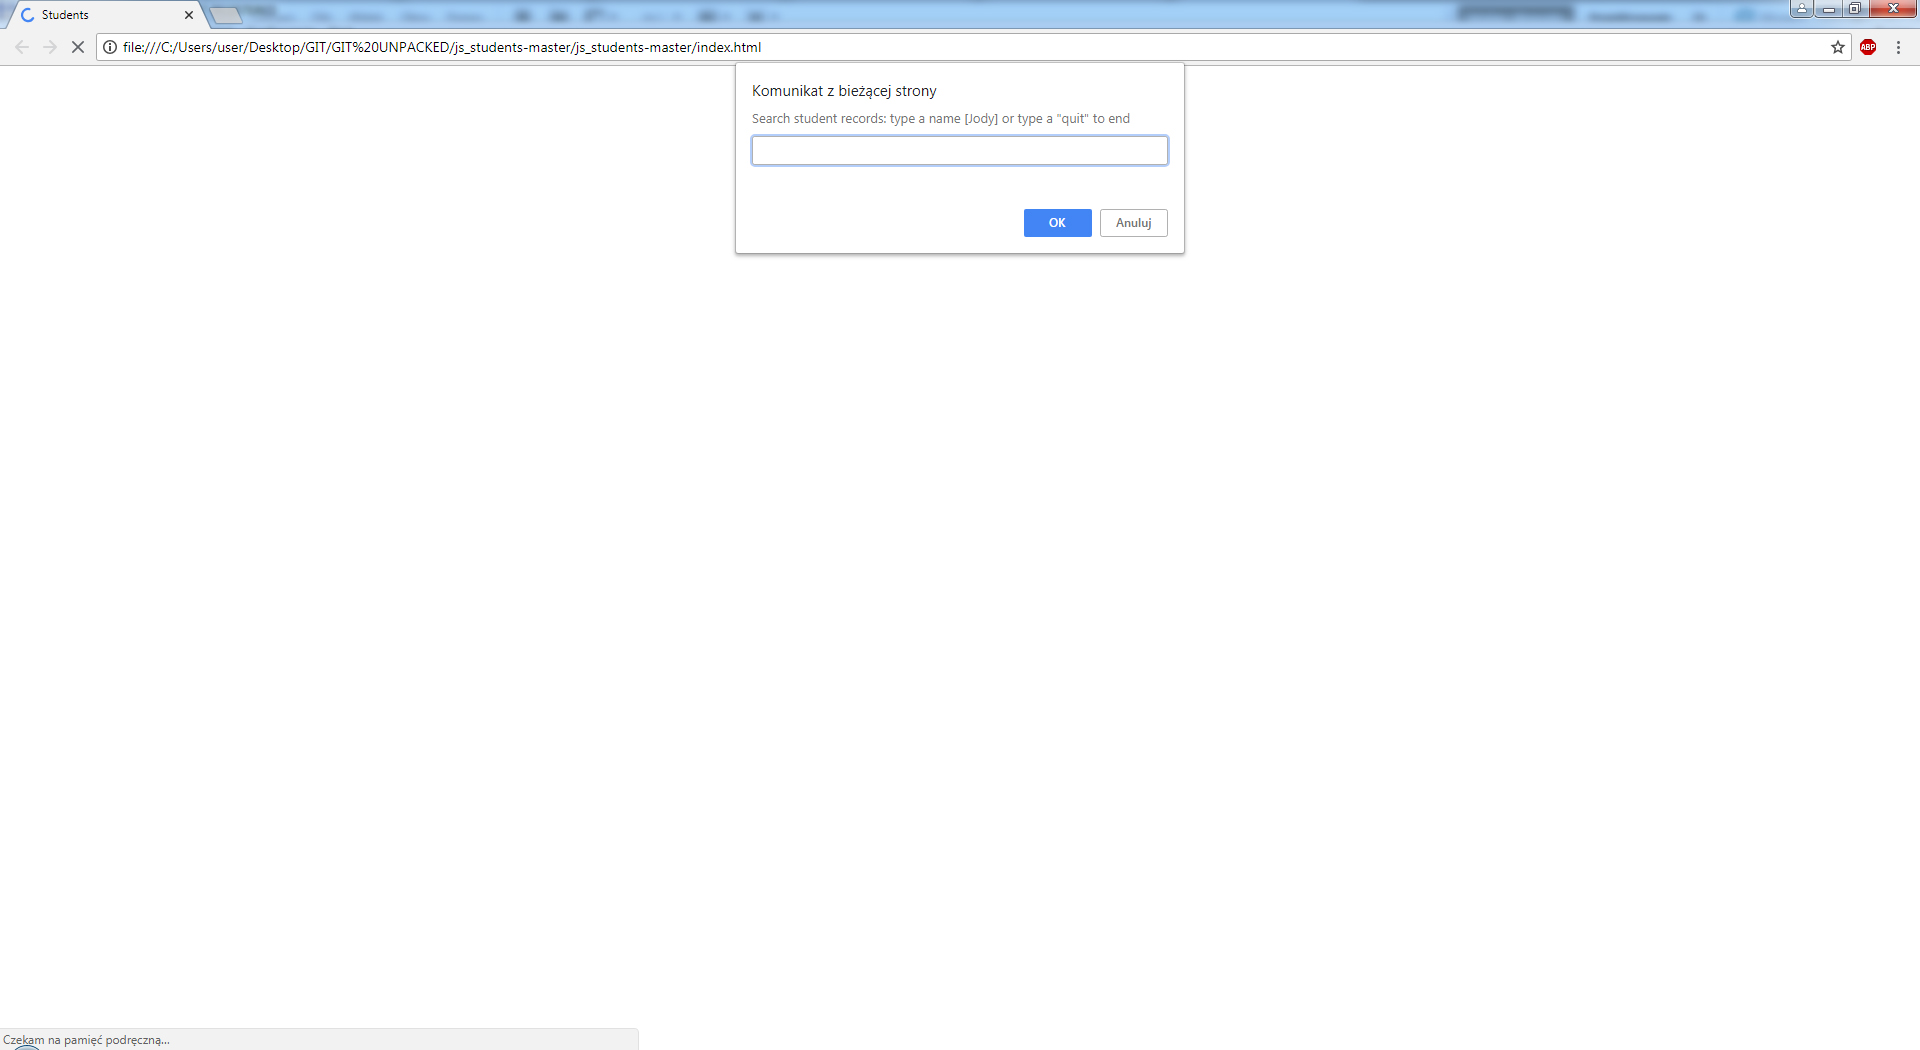 Students
file:///C:/Users/user/Desktop/GIT/GIT%20UNPACKED/js_students-master/js_students-master/index.html
ABP
Komunikat z bieżącej strony
Search student records: type a name [Jody] or type a "quit" to end
OK
Anuluj
Czekam na pamięć podręczną...